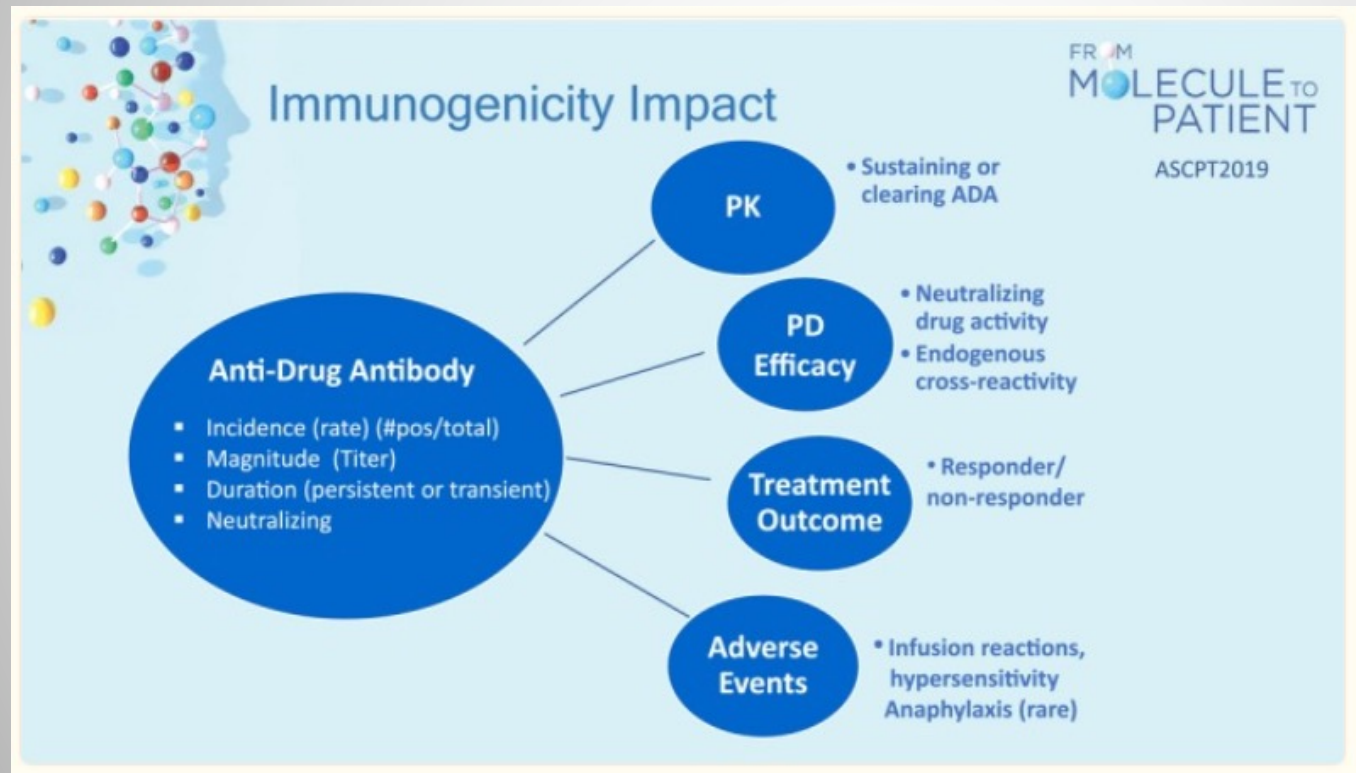 Immunogenicity Impact
FROM
MOLECULE TO
PATIENT
ASCPT2019
Anti-Drug Antibody
▪ Incidence (rate) (#pos/total)
▪ Magnitude (Titer)
▪ Duration (persistent or transient)
▪ Neutralizing
PK
• Sustaining or
clearing ADA
PD
Efficacy
• Neutralizing
drug activity
• Endogenous
cross-reactivity
Treatment
Outcome
• Responder/
non-responder
Adverse
Events
• Infusion reactions,
hypersensitivity
Anaphylaxis (rare)